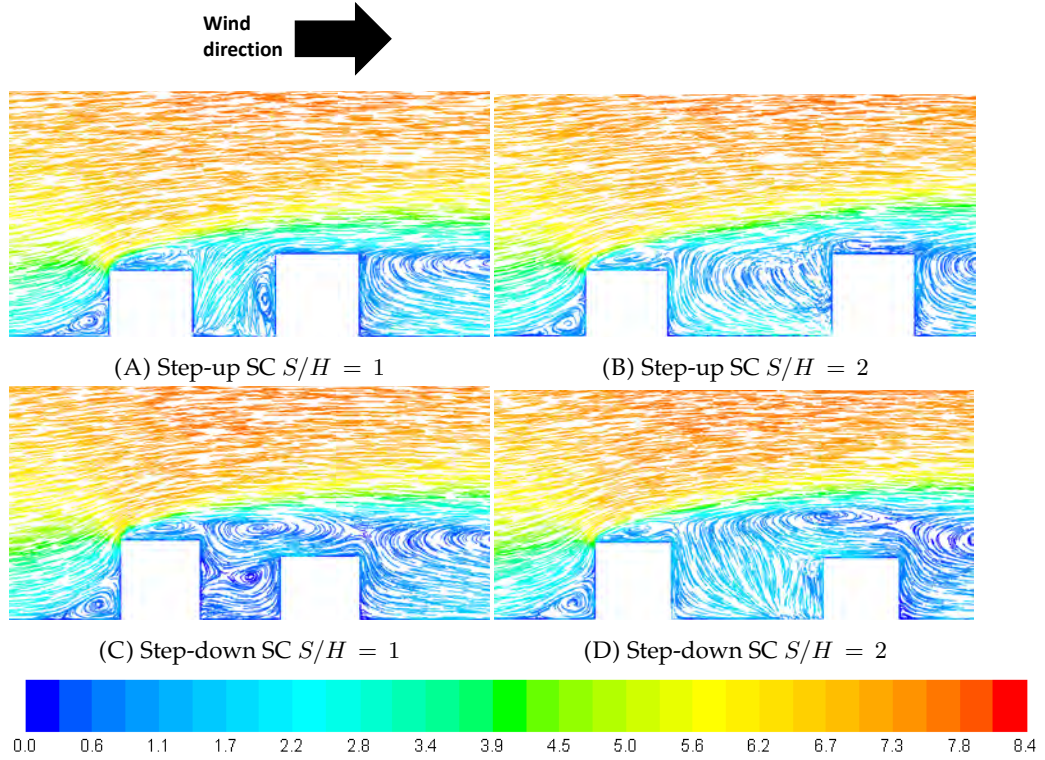 Wind
direction
(A) Step-up SC S/H = 1
(B) Step-up SC S/H = 2
(C) Step-down SC S/H = 1
(D) Step-down SC S/H = 2
0.0 0.6 1.1 1.7 2.2 2.8 3.4 3.9 4.5 5.0 5.6 6.2 6.7 7.3 7.8 8.4